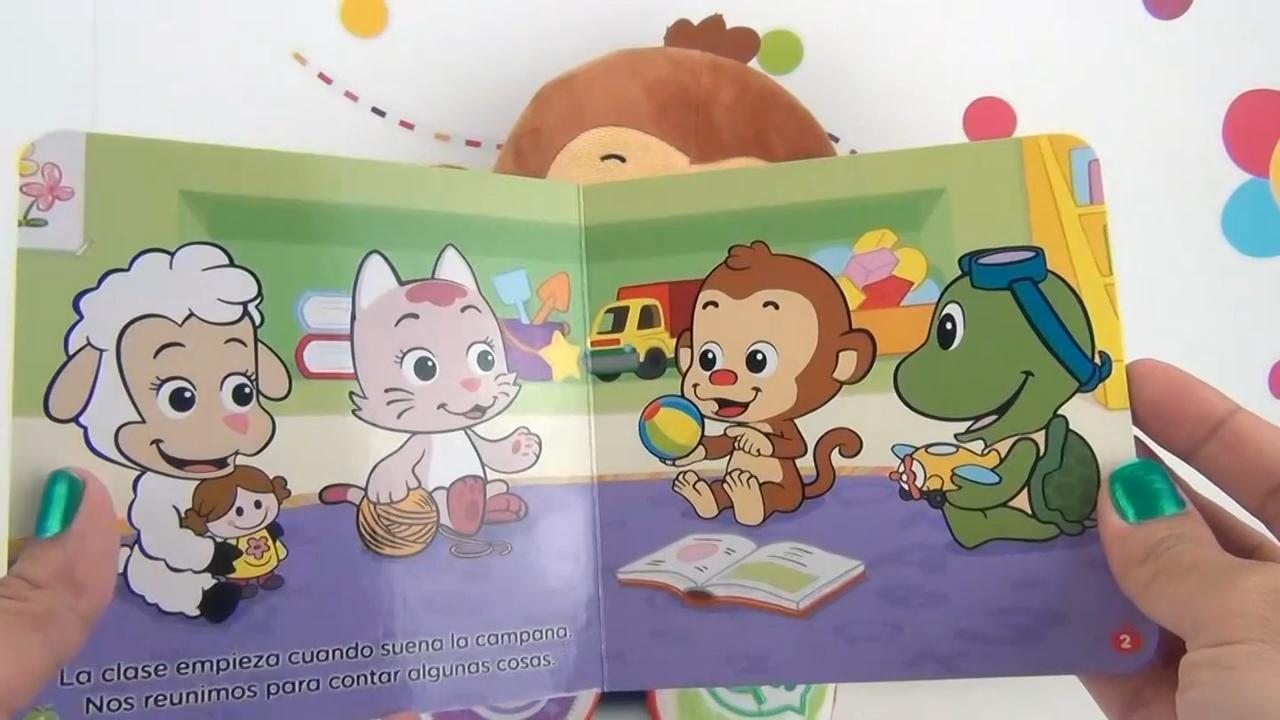 La clase empieza cuando suena la campana.
Nos reunimos para contar algunas cosas.
2